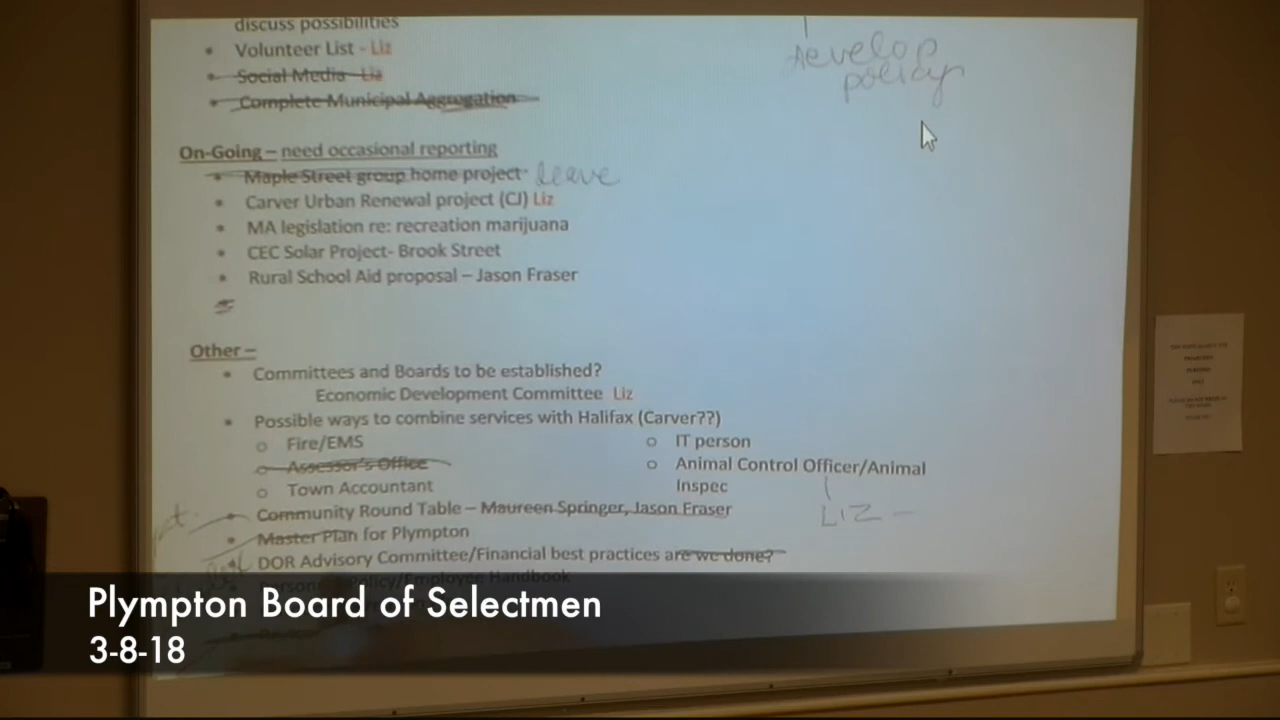 discuss possibilities
Develop
policy
Volunteer List - Liz
Social Media - Liz
Complete Municipal Aggregation
On-Going – need occasional reporting
Maple Street group home project leave
Carver Urban Renewal project (CJ) Liz
MA legislation re: recreation marijuana
CEC Solar Project- Brook Street
Rural School Aid proposal – Jason Fraser
Other –
Committees and Boards to be established?
Economic Development Committee Liz
Possible ways to combine services with Halifax (Carver??)
Fire/EMS
Assessor's Office
Town Accountant
IT person
Animal Control Officer/Animal
Inspec
LIZ -
Community Round Table – Maureen Springer, Jason Fraser
Master Plan for Plympton
DOR Advisory Committee/Financial best practices are we done?
Policy/Employee Handbook
Plympton Board of Selectmen
3-8-18